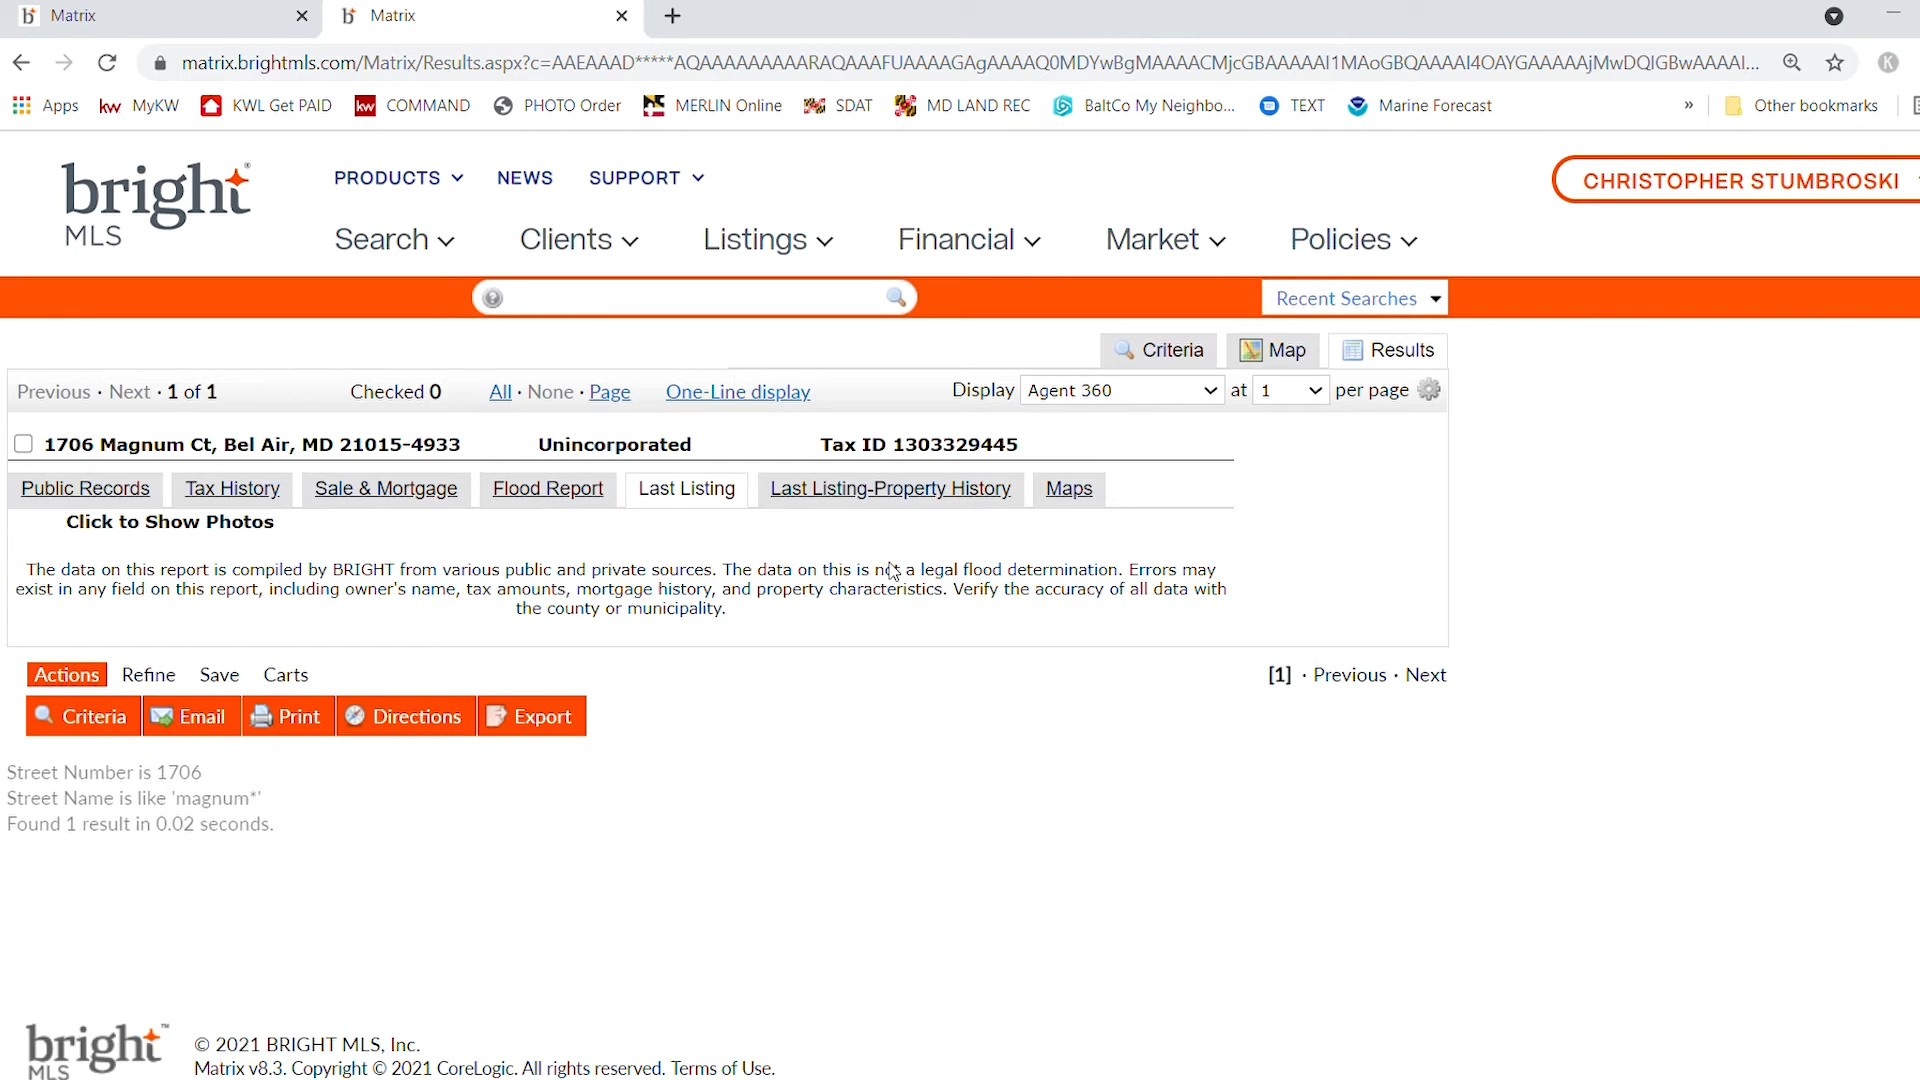 Matrix
Matrix
matrix.brightmls.com/Matrix/Results.aspx?c=AAEAAAD*****AQAAAAAAAAARAQAAAFUAAAAGAgAAAAQ0MDYwBgMAAAACMjcGBAAAAAI1MAoGBQAAAAI4OAYGAAAAAjMwDQIGBwAAAAI...
Apps MyKW KWL Get PAID COMMAND PHOTO Order MERLIN Online SDAT MD LAND REC BaltCo My Neighbo... TEXT Marine Forecast » Other bookmarks
bright
MLS
PRODUCTS NEWS SUPPORT
CHRISTOPHER STUMBROSKI
Search Clients Listings Financial Market Policies
Recent Searches
Criteria Map Results
Previous · Next · 1 of 1 Checked 0 All · None · Page One-Line display Display Agent 360 at 1 per page
1706 Magnum Ct, Bel Air, MD 21015-4933 Unincorporated Tax ID 1303329445
Public Records Tax History Sale & Mortgage Flood Report Last Listing Last Listing-Property History Maps
Click to Show Photos
The data on this report is compiled by BRIGHT from various public and private sources. The data on this is not a legal flood determination. Errors may
exist in any field on this report, including owner's name, tax amounts, mortgage history, and property characteristics. Verify the accuracy of all data with
the county or municipality.
Actions Refine Save Carts
[1] · Previous · Next
Criteria Email Print Directions Export
Street Number is 1706
Street Name is like 'magnum*'
Found 1 result in 0.02 seconds.
bright™
MLS
© 2021 BRIGHT MLS, Inc.
Matrix v8.3. Copyright © 2021 CoreLogic. All rights reserved. Terms of Use.